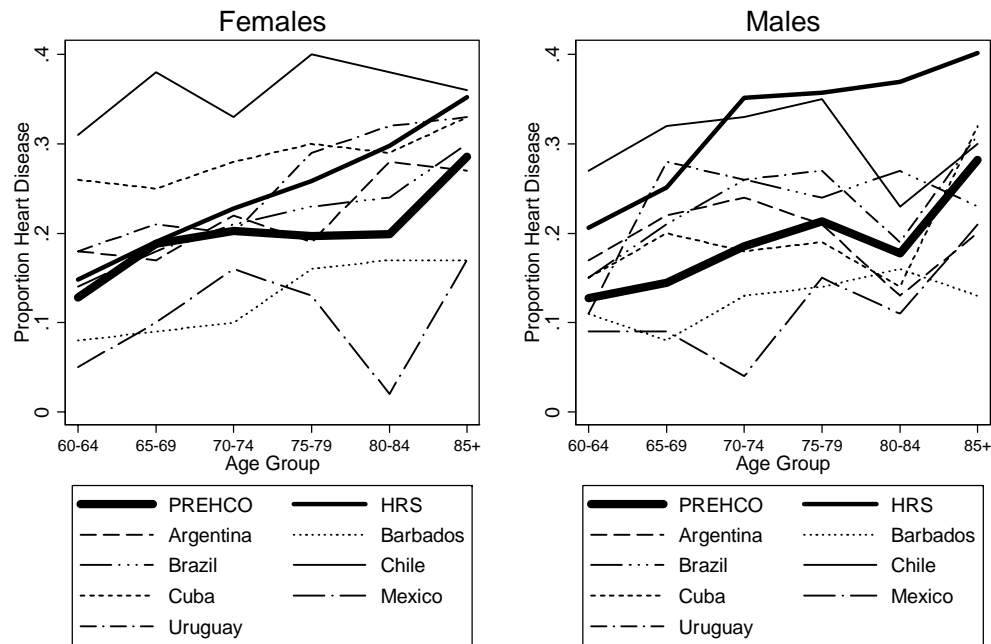 Females
Proportion Heart Disease
0
.1
.2
.3
.4
60-64 65-69 70-74 75-79 80-84 85+
Age Group
PREHCO HRS
Argentina Barbados
Brazil Chile
Cuba Mexico
Uruguay
Males
Proportion Heart Disease
0
.1
.2
.3
.4
60-64 65-69 70-74 75-79 80-84 85+
Age Group
PREHCO HRS
Argentina Barbados
Brazil Chile
Cuba Mexico
Uruguay